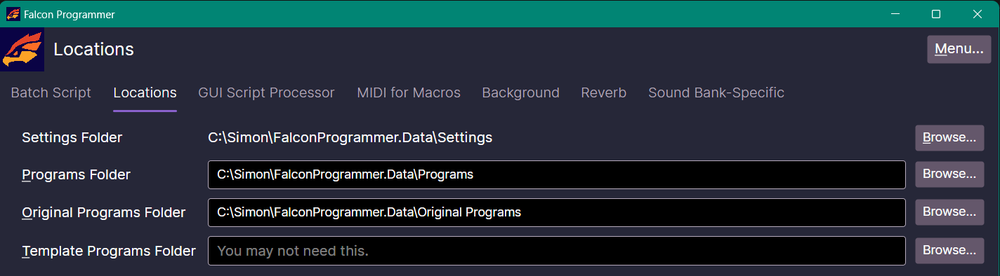 Falcon Programmer
Locations
Menu...
Batch Script Locations GUI Script Processor MIDI for Macros Background Reverb Sound Bank-Specific
Settings Folder C:\Simon\FalconProgrammer.Data\Settings Browse...
Programs Folder C:\Simon\FalconProgrammer.Data\Programs Browse...
Original Programs Folder C:\Simon\FalconProgrammer.Data\Original Programs Browse...
Template Programs Folder You may not need this. Browse...